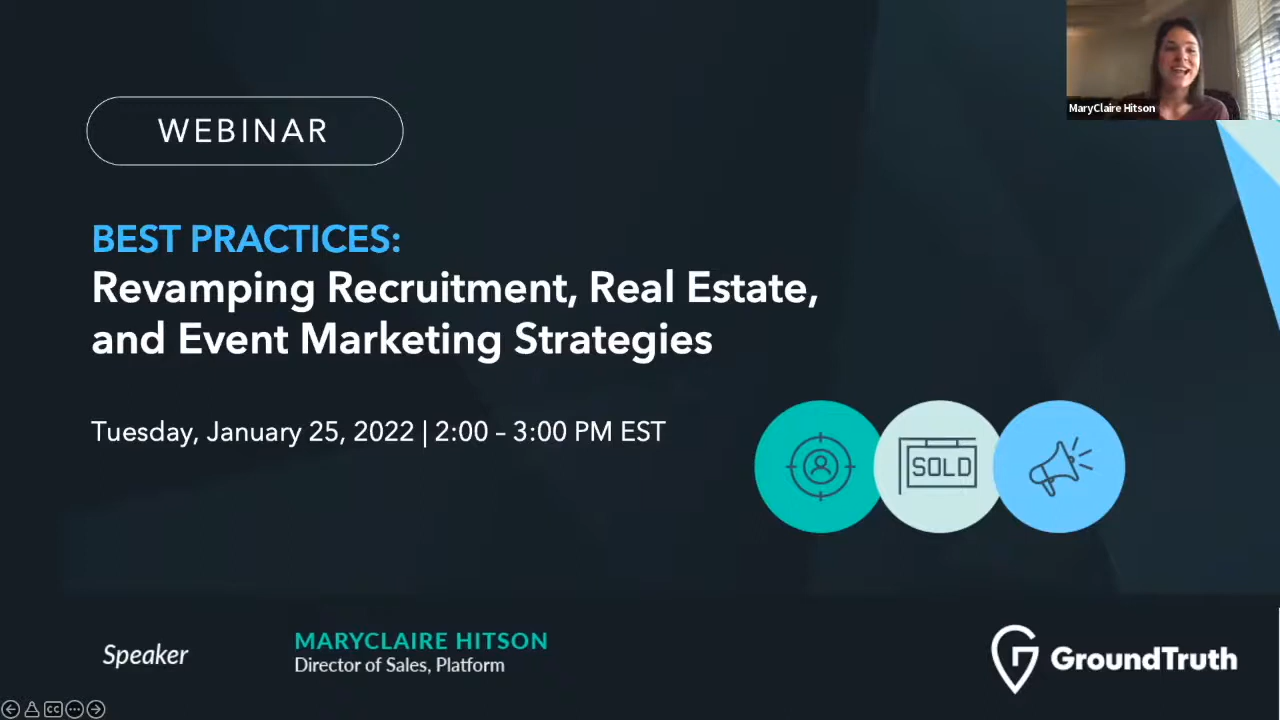 MaryClaire Hitson
WEBINAR
BEST PRACTICES:
Revamping Recruitment, Real Estate,
and Event Marketing Strategies
Tuesday, January 25, 2022 | 2:00 – 3:00 PM EST
SOLD
Speaker
MARYCLAIRE HITSON
Director of Sales, Platform
GroundTruth
CC